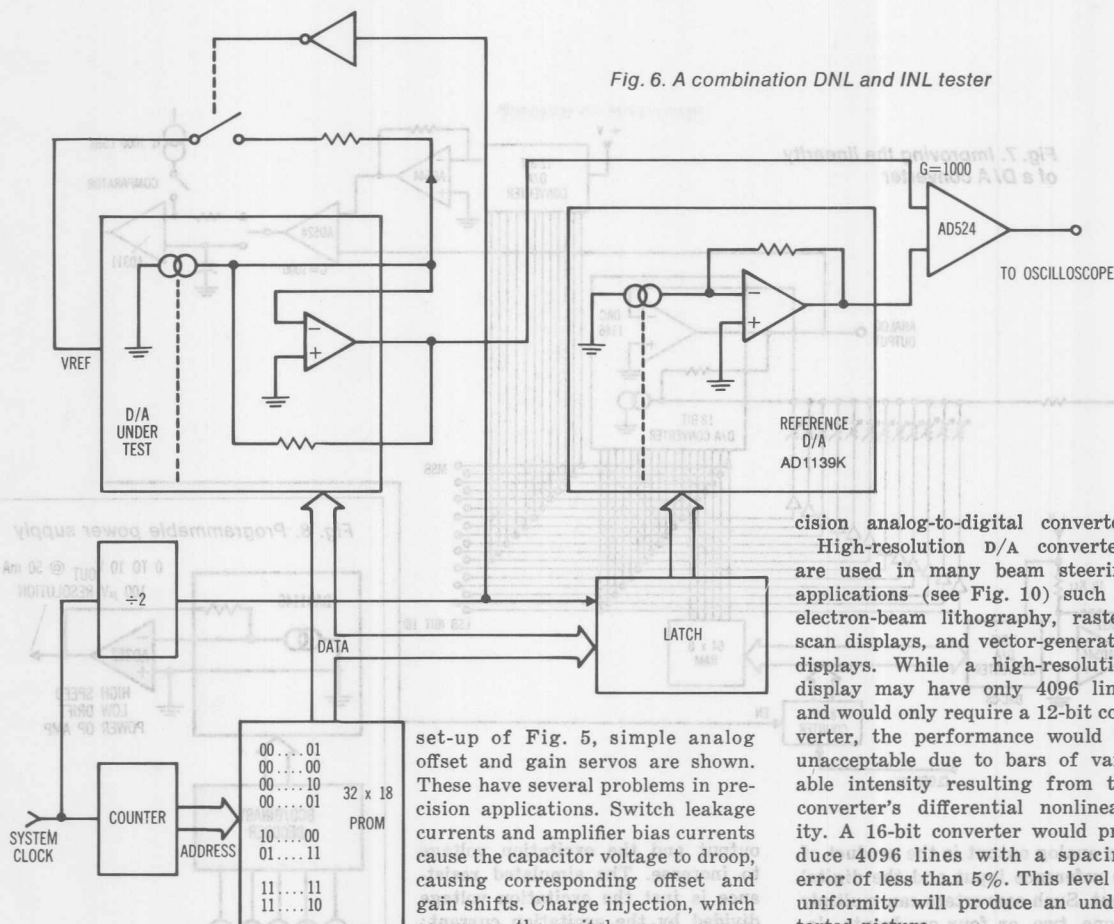 Fig. 6. A combination DNL and INL tester
G=1000
AD524
TO OSCILLOSCOPE
VREF
D/A
UNDER
TEST
REFERENCE
D/A
AD1139K
÷2
DATA
LATCH
SYSTEM
CLOCK
COUNTER
ADDRESS
00....01
00....00
00....10
00....01
10....00
01....11
11....11
11....10
32 x 18
PROM
set-up of Fig. 5, simple analog
offset and gain servos are shown.
These have several problems in pre-
cision applications. Switch leakage
currents and amplifier bias currents
cause the capacitor voltage to droop,
causing corresponding offset and
gain shifts. Charge injection, which
cision analog-to-digital converte
High-resolution D/A converte
are used in many beam steerin
applications (see Fig. 10) such
electron-beam lithography, raste
scan displays, and vector-generat
displays. While a high-resoluti
display may have only 4096 lin
and would only require a 12-bit co
verter, the performance would
unacceptable due to bars of var
able intensity resulting from t
converter's differential nonlinea
ity. A 16-bit converter would pr
duce 4096 lines with a spacin
error of less than 5%. This level
uniformity will produce an und